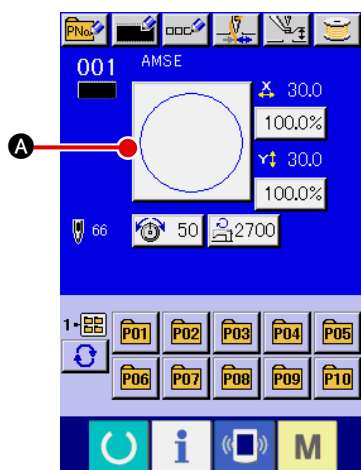 PNo.
001 AMSE
X 30.0
100.0%
A
Y 30.0
100.0%
66 50 2700
1-
P01 P02 P03 P04 P05
P06 P07 P08 P09 P10
i M